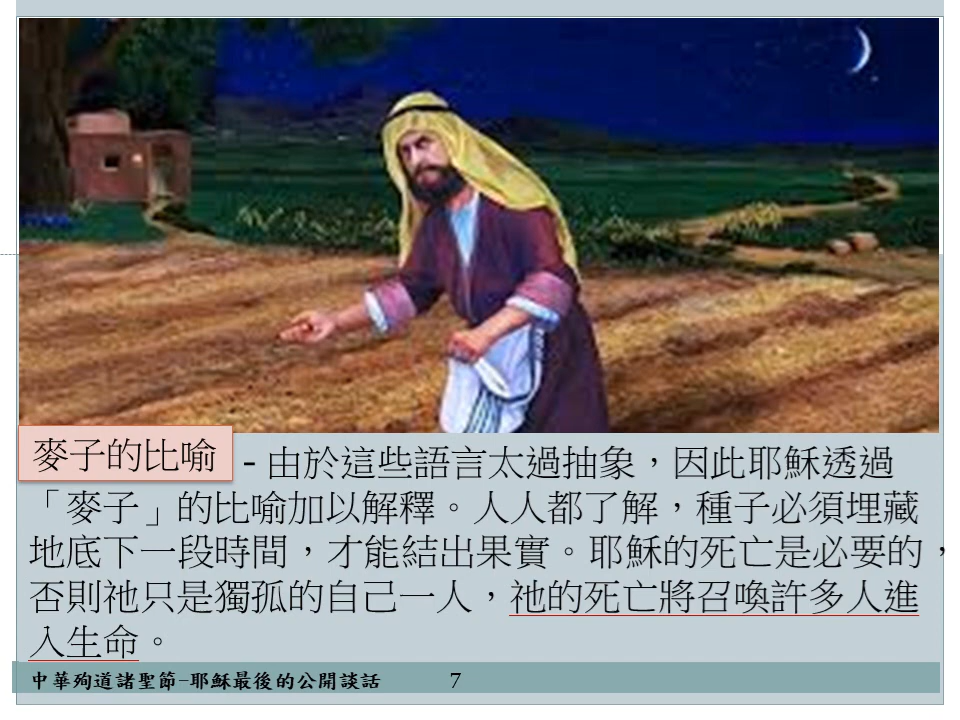 麥子的比喻 - 由於這些語言太過抽象，因此耶穌透過
「麥子」的比喻加以解釋。人人都了解，種子必須埋藏
地底下一段時間，才能結出果實。耶穌的死亡是必要的，
否則祂只是獨孤的自己一人，祂的死亡將召喚許多人進
入生命。
中華殉道諸聖節-耶穌最後的公開談話 7